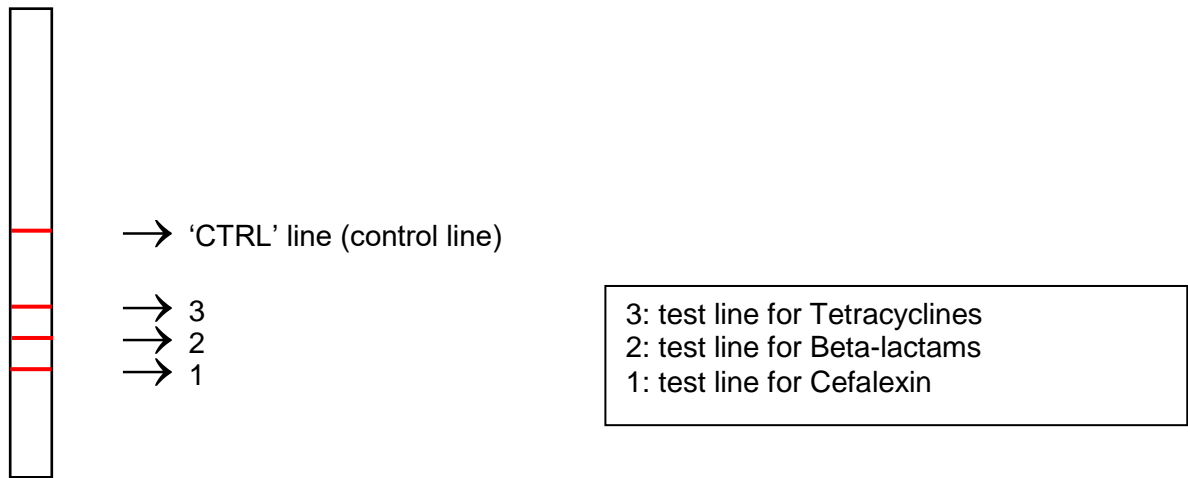 → ‘CTRL’ line (control line)
→ 3
→ 2
→ 1
3: test line for Tetracyclines
2: test line for Beta-lactams
1: test line for Cefalexin